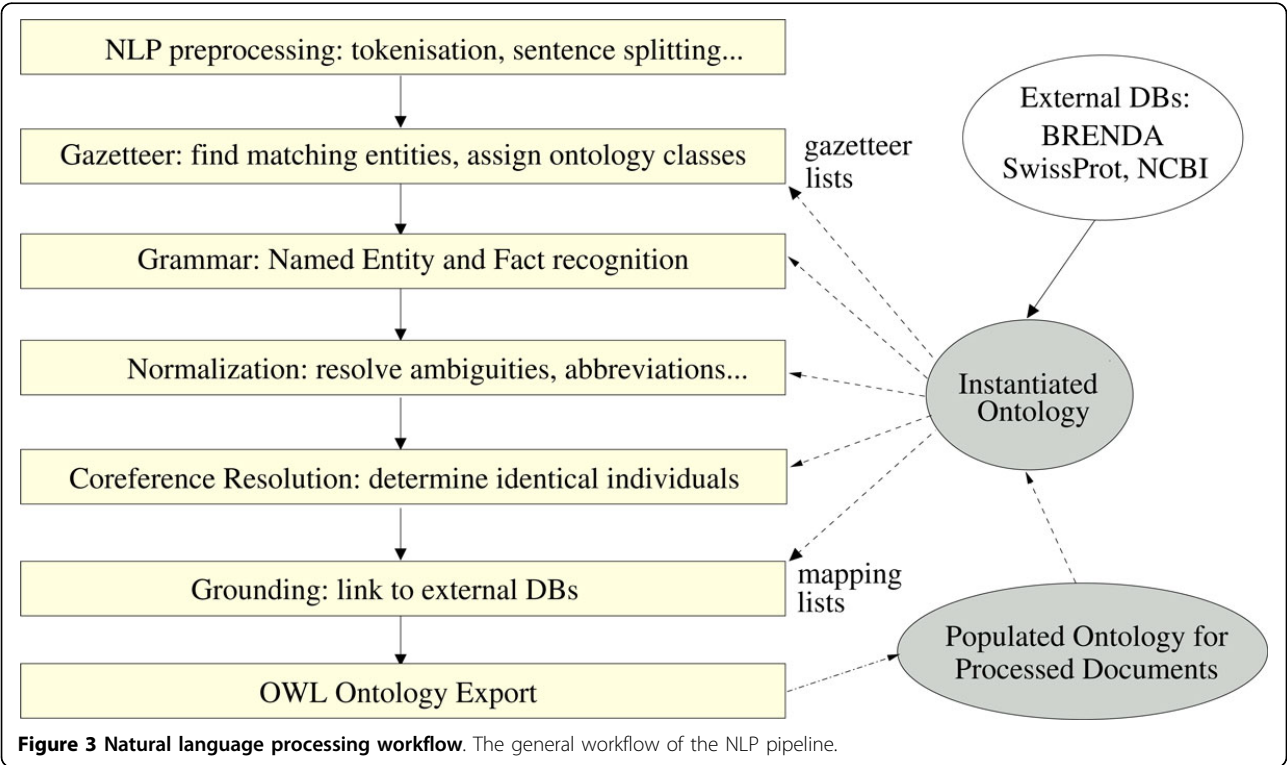 NLP preprocessing: tokenisation, sentence splitting...
Gazetteer: find matching entities, assign ontology classes
gazetteer
lists
External DBs:
BRENDA
SwissProt, NCBI
Grammar: Named Entity and Fact recognition
Normalization: resolve ambiguities, abbreviations...
Instantiated
Ontology
Coreference Resolution: determine identical individuals
Grounding: link to external DBs
mapping
lists
Populated Ontology for
Processed Documents
OWL Ontology Export
Figure 3 Natural language processing workflow. The general workflow of the NLP pipeline.